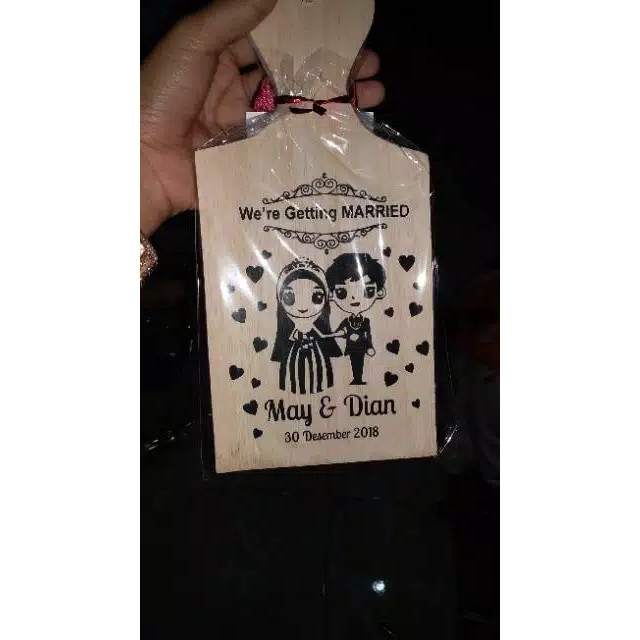 We're Getting MARRIED
May & Dian
30 Desember 2018